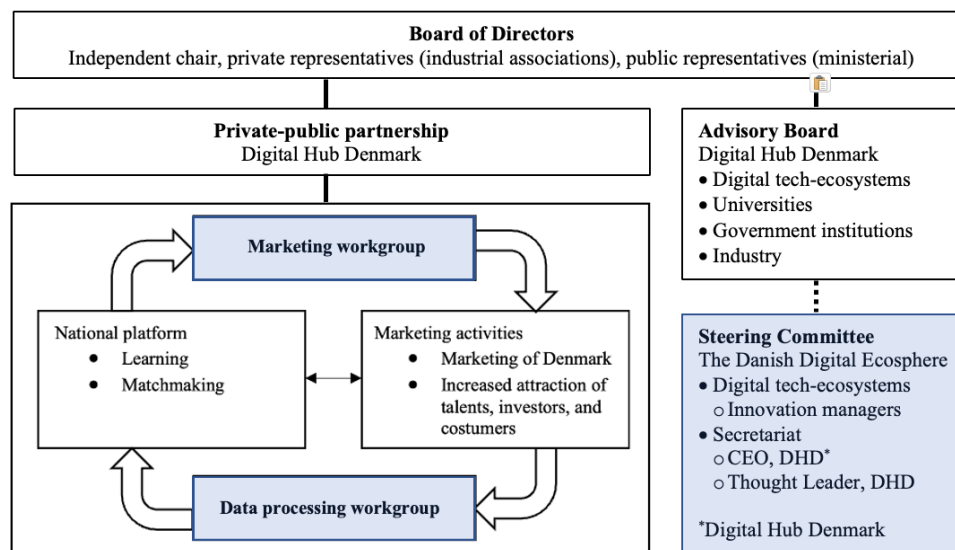 Board of Directors
Independent chair, private representatives (industrial associations), public representatives (ministerial)
Private-public partnership
Digital Hub Denmark
Marketing workgroup
National platform
● Learning
● Matchmaking
Marketing activities
● Marketing of Denmark
● Increased attraction of
talents, investors, and
costumers
Data processing workgroup
Advisory Board
Digital Hub Denmark
• Digital tech-ecosystems
• Universities
• Government institutions
• Industry
Steering Committee
The Danish Digital Ecosphere
• Digital tech-ecosystems
o Innovation managers
• Secretariat
o CEO, DHD*
o Thought Leader, DHD
*Digital Hub Denmark